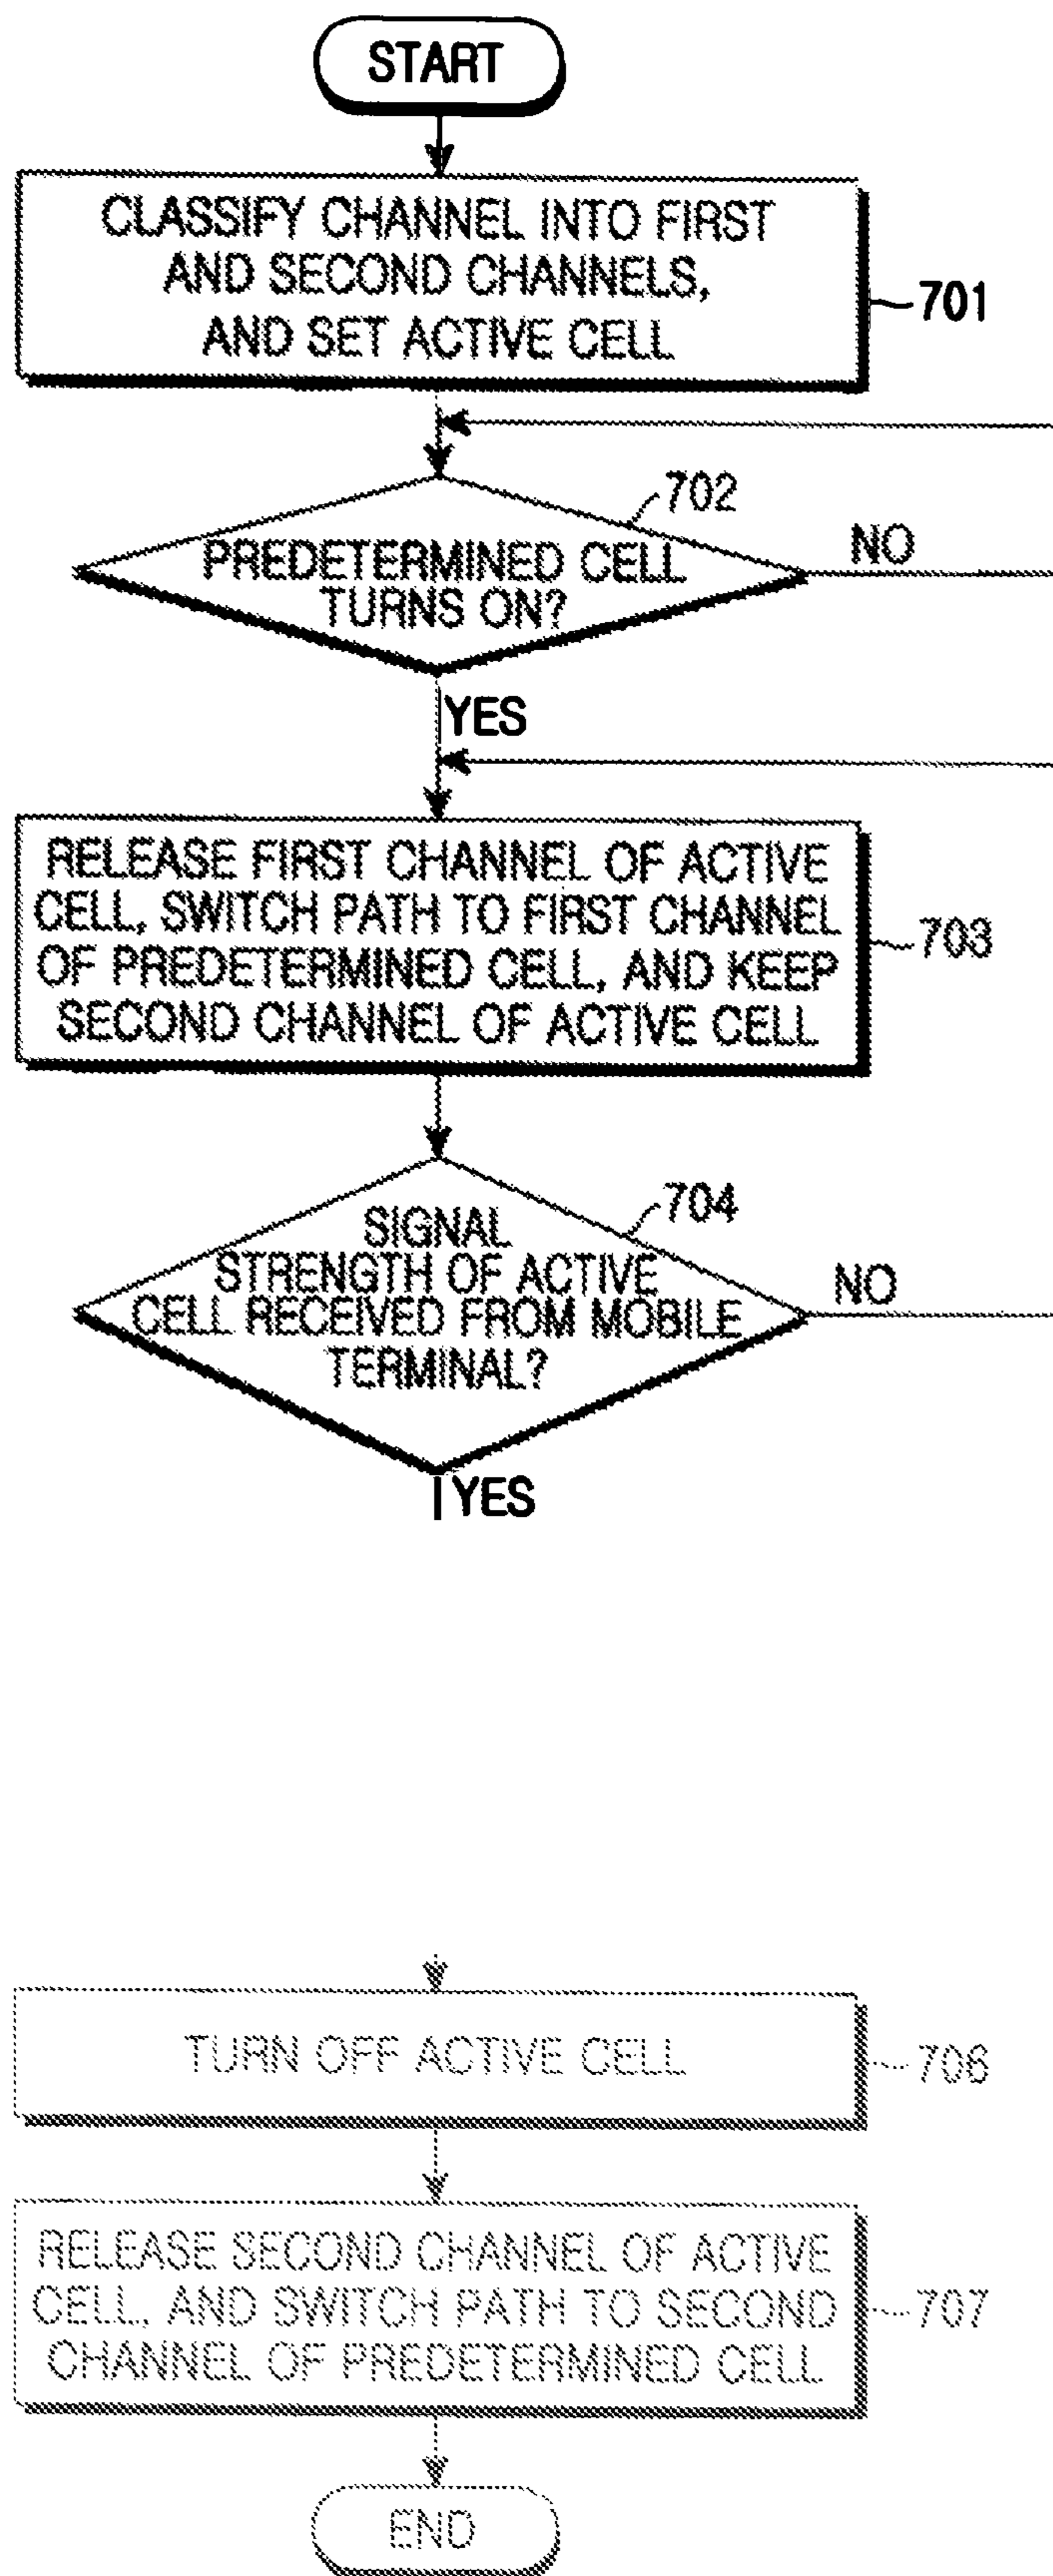 START
CLASSIFY CHANNEL INTO FIRST
AND SECOND CHANNELS,
AND SET ACTIVE CELL
701
702
PREDETERMINED CELL
TURNS ON?
NO
YES
RELEASE FIRST CHANNEL OF ACTIVE
CELL, SWITCH PATH TO FIRST CHANNEL
OF PREDETERMINED CELL, AND KEEP
SECOND CHANNEL OF ACTIVE CELL
703
704
SIGNAL
STRENGTH OF ACTIVE
CELL RECEIVED FROM MOBILE
TERMINAL?
NO
YES
TURN OFF ACTIVE CELL
706
RELEASE SECOND CHANNEL OF ACTIVE
CELL, AND SWITCH PATH TO SECOND
CHANNEL OF PREDETERMINED CELL
707
END